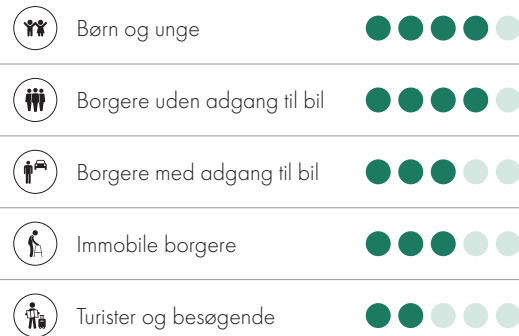 Børn og unge
Borgere uden adgang til bil
Borgere med adgang til bil
Immobile borgere
Turister og besøgende